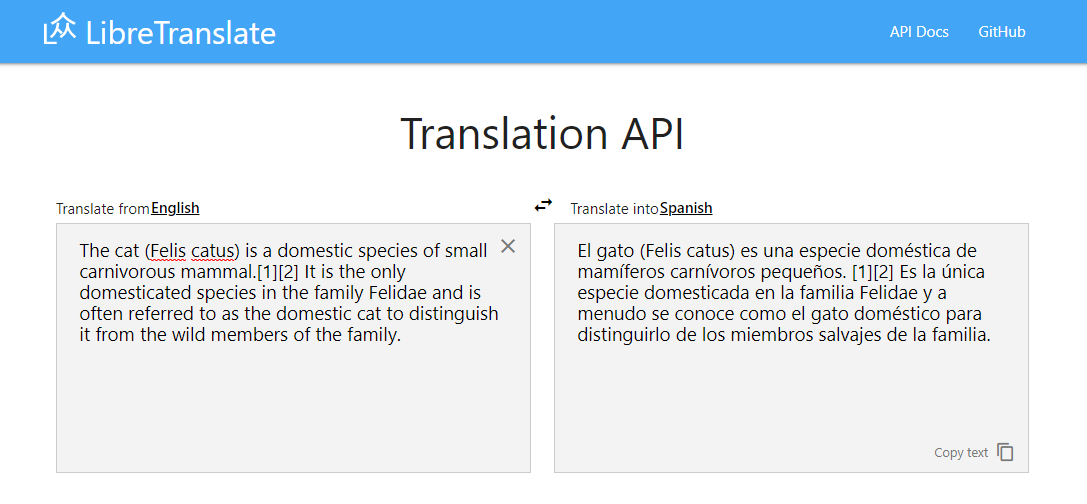 LibreTranslate
API Docs
GitHub
Translation API
Translate from English
Translate into Spanish
The cat (Felis catus) is a domestic species of small
carnivorous mammal.[1][2] It is the only
domesticated species in the family Felidae and is
often referred to as the domestic cat to distinguish
it from the wild members of the family.
El gato (Felis catus) es una especie doméstica de
mamíferos carnívoros pequeños. [1][2] Es la única
especie domesticada en la familia Felidae y a
menudo se conoce como el gato doméstico para
distinguirlo de los miembros salvajes de la familia.
Copy text